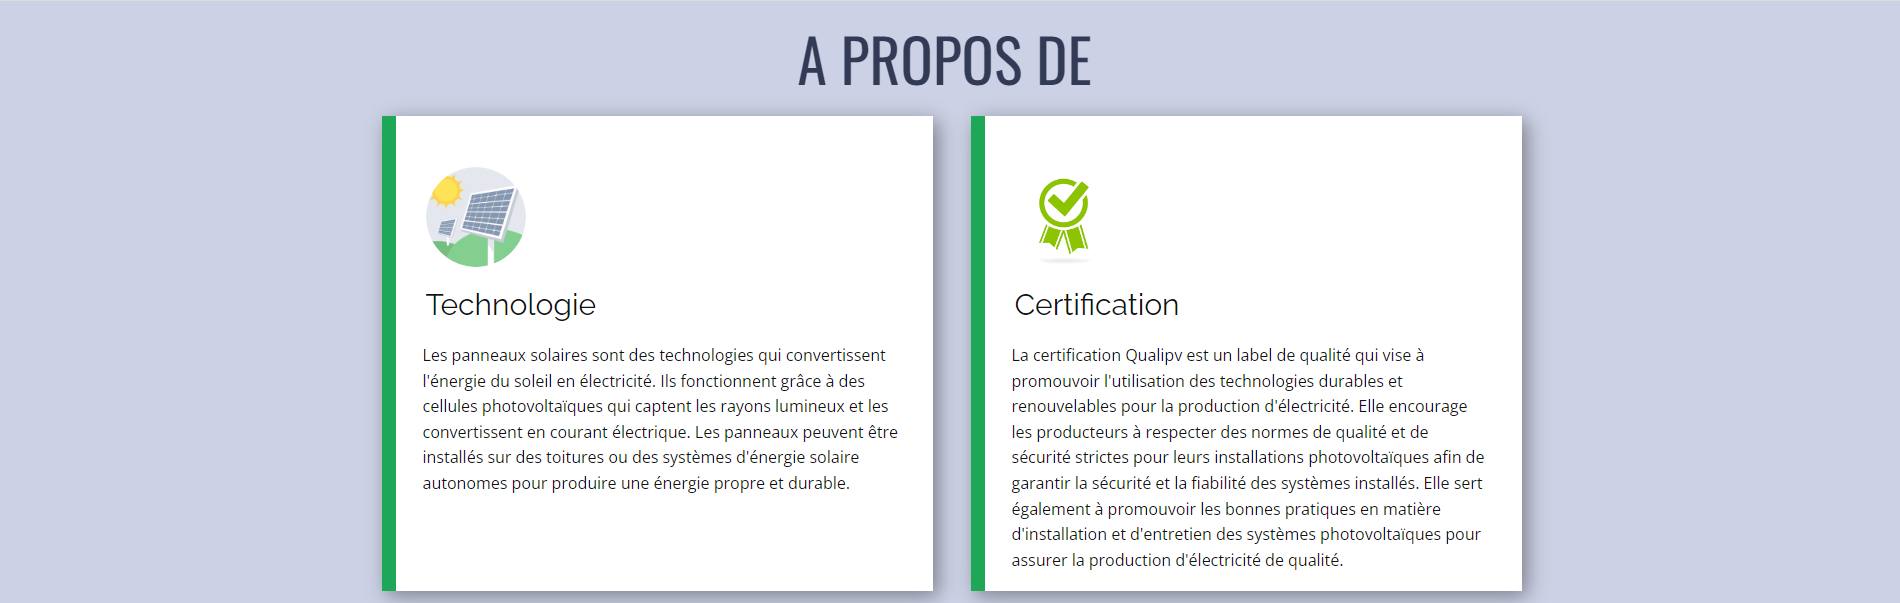 A PROPOS DE
Technologie
Les panneaux solaires sont des technologies qui convertissent
l'énergie du soleil en électricité. Ils fonctionnent grâce à des
cellules photovoltaïques qui captent les rayons lumineux et les
convertissent en courant électrique. Les panneaux peuvent être
installés sur des toitures ou des systèmes d'énergie solaire
autonomes pour produire une énergie propre et durable.
Certification
La certification Qualipv est un label de qualité qui vise à
promouvoir l'utilisation des technologies durables et
renouvelables pour la production d'électricité. Elle encourage
les producteurs à respecter des normes de qualité et de
sécurité strictes pour leurs installations photovoltaïques afin de
garantir la sécurité et la fiabilité des systèmes installés. Elle sert
également à promouvoir les bonnes pratiques en matière
d'installation et d'entretien des systèmes photovoltaïques pour
assurer la production d'électricité de qualité.